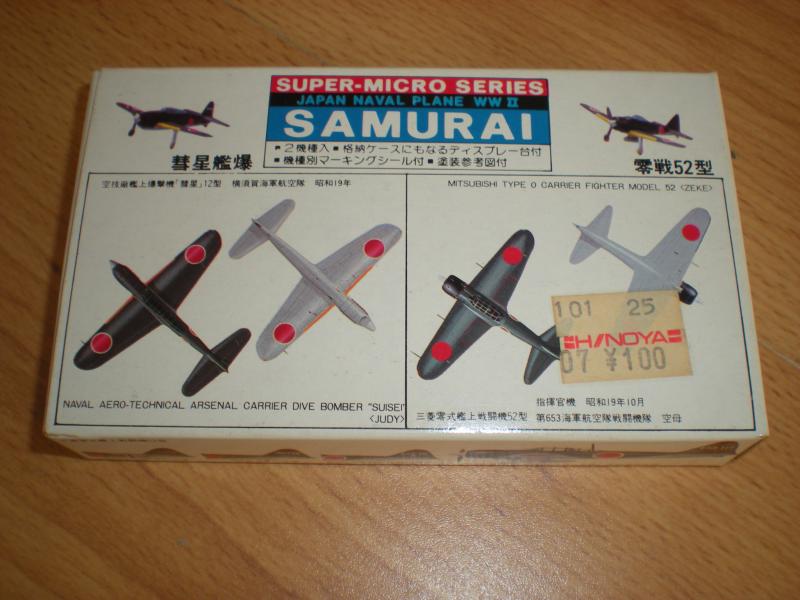 SUPER-MICRO SERIES
JAPAN NAVAL PLANE WW II
SAMURAI
彗星艦爆
■2機種入■格納ケースにもなるディスプレー台付
■機種別マーキングシール付■塗装参考図付
零戦52型
空技廠艦上爆撃機「彗星」12型 横須賀海軍航空隊 昭和19年
MITSUBISHI TYPE 0 CARRIER FIGHTER MODEL 52 <ZEKE>
101 25
HINOYA
07 ¥100
NAVAL AERO-TECHNICAL ARSENAL CARRIER DIVE BOMBER "SUISEI"
<JUDY>
指揮官機 昭和19年10月
三菱零式艦上戦闘機52型 第653海軍航空隊戦闘機隊 空母